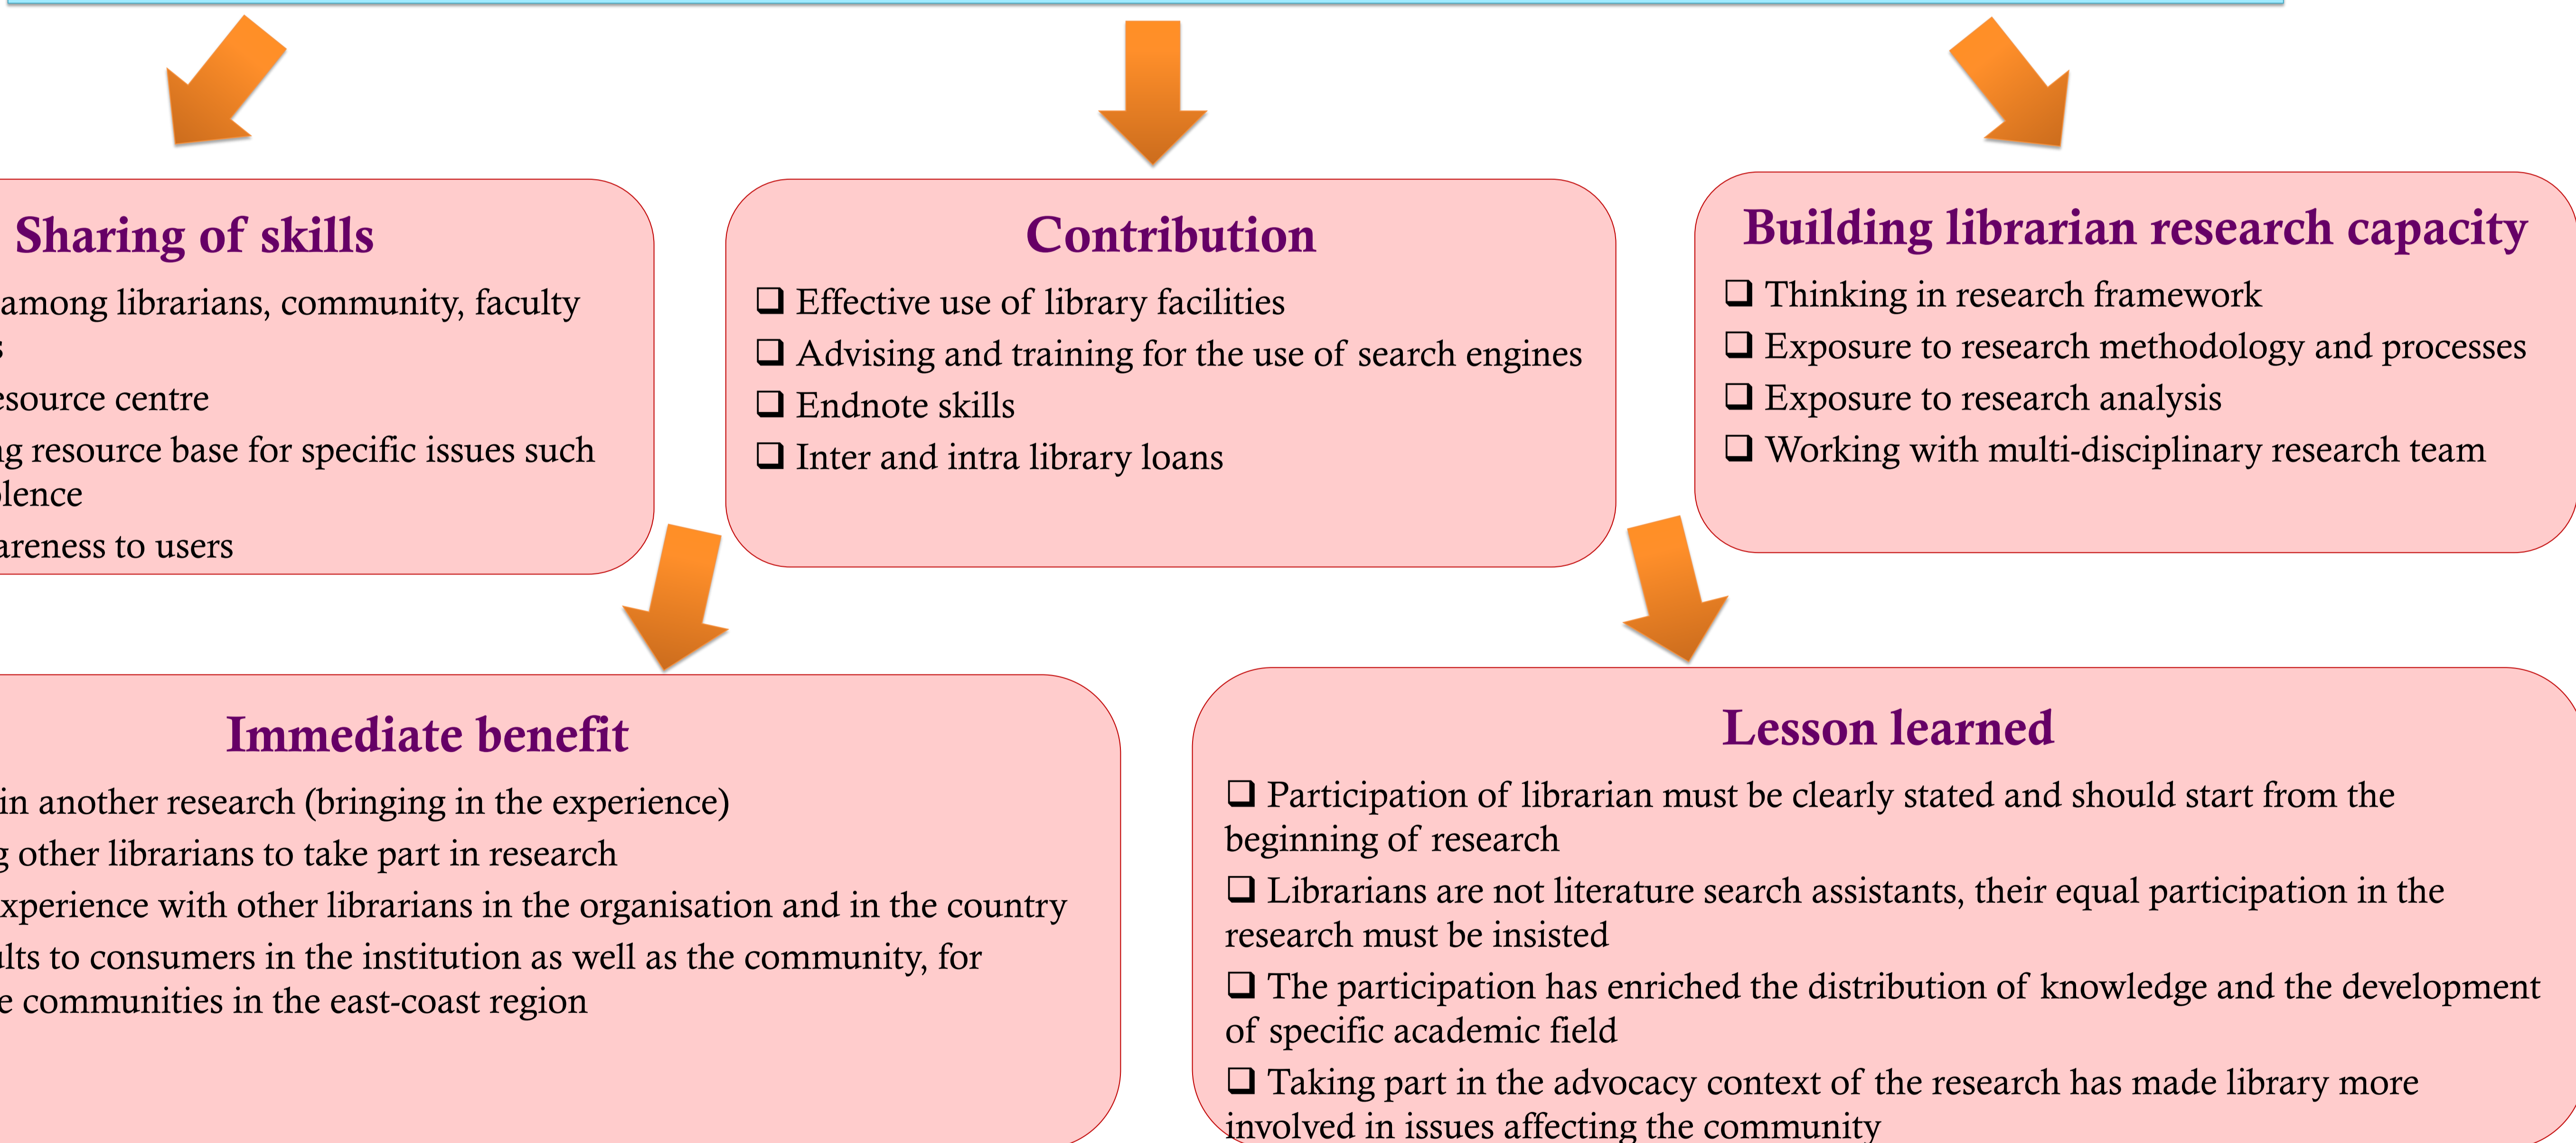 Sharing of skills
among librarians, community, faculty
resource centre
resource base for specific issues such
to users
Contribution
❑ Effective use of library facilities
❑ Advising and training for the use of search engines
❑ Endnote skills
❑ Inter and intra library loans
Building librarian research capacity
❑ Thinking in research framework
❑ Exposure to research methodology and processes
❑ Exposure to research analysis
❑ Working with multi-disciplinary research team
Immediate benefit
in another research (bringing in the experience)
other librarians to take part in research
experience with other librarians in the organisation and in the country
to consumers in the institution as well as the community, for
communities in the east-coast region
Lesson learned
❑ Participation of librarian must be clearly stated and should start from the
beginning of research
❑ Librarians are not literature search assistants, their equal participation in the
research must be insisted
❑ The participation has enriched the distribution of knowledge and the development
of specific academic field
❑ Taking part in the advocacy context of the research has made library more
involved in issues affecting the community